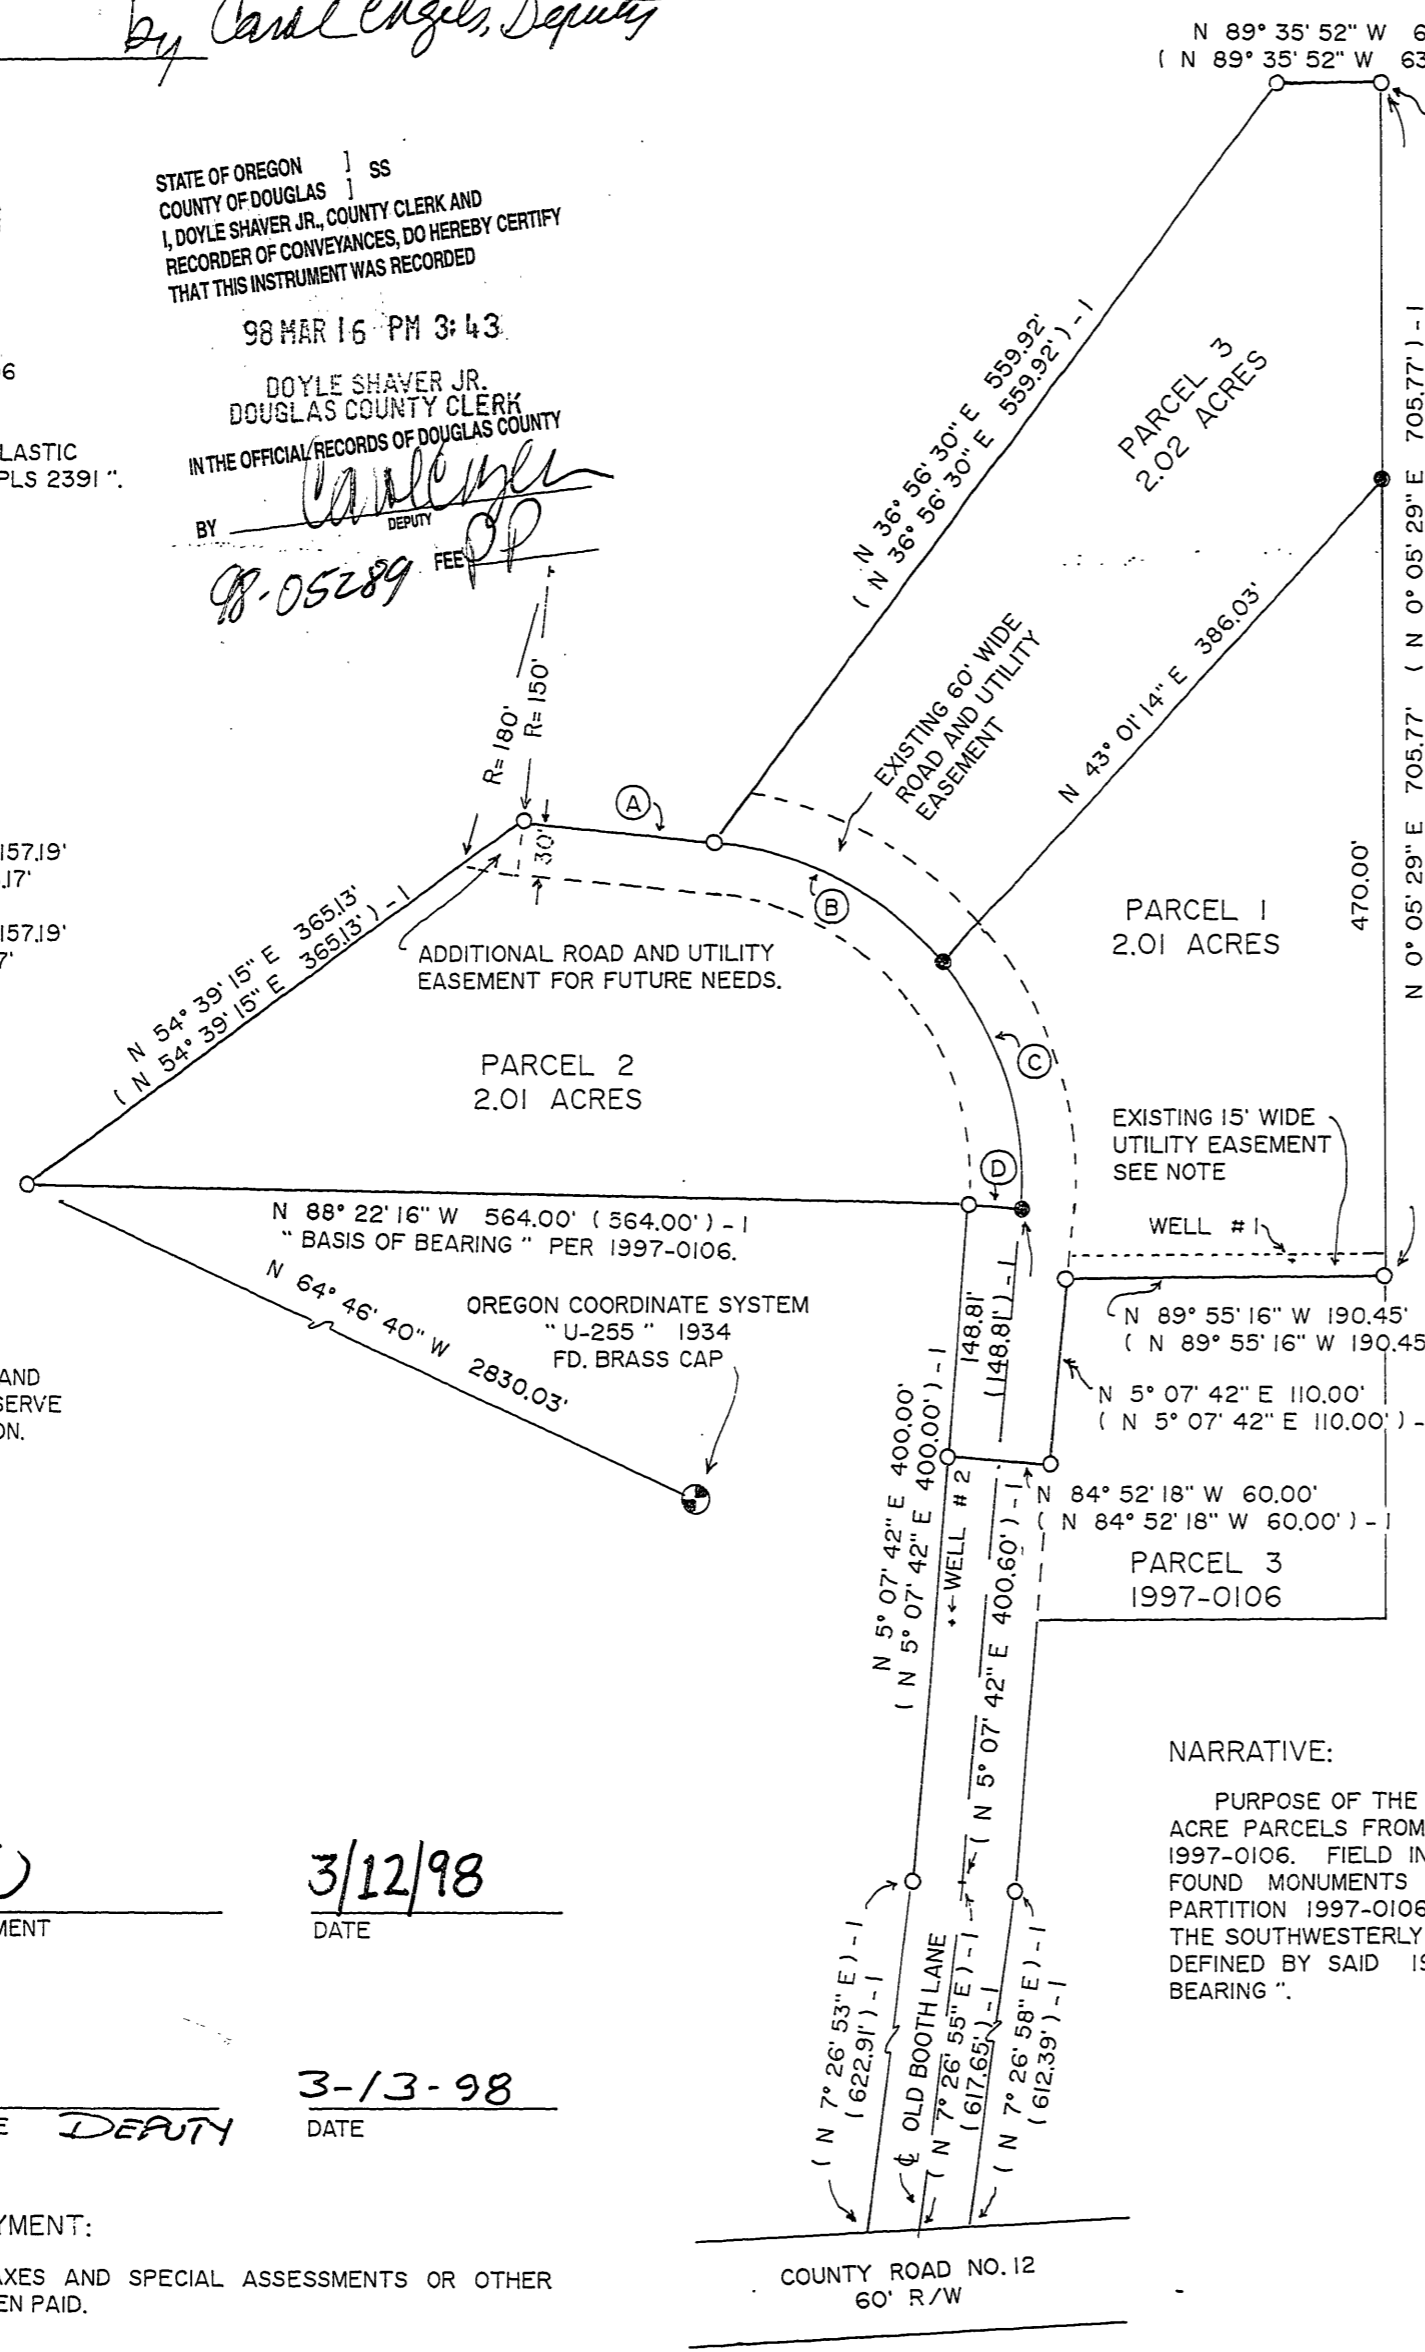 by Carol Engels, Deputy
N 89° 35' 52" W 6
( N 89° 35' 52" W 63
STATE OF OREGON ] SS
COUNTY OF DOUGLAS ]
I, DOYLE SHAVER JR., COUNTY CLERK AND
RECORDER OF CONVEYANCES, DO HEREBY CERTIFY
THAT THIS INSTRUMENT WAS RECORDED
98 MAR 16 PM 3:43
DOYLE SHAVER JR.
DOUGLAS COUNTY CLERK
IN THE OFFICIAL RECORDS OF DOUGLAS COUNTY
BY
DEPUTY
98-05289 FEE PP
6
LASTIC
PLS 2391 ".
N 36° 56' 30" E 559.92'
( N 36° 56' 30" E 559.92' ) - 1
PARCEL 3
2.02 ACRES
N 0° 05' 29" E 705.77' ( N 0° 05' 29" E 705.77' ) - 1
470.00'
N 43° 01' 14" E 386.03'
EXISTING 60' WIDE
ROAD AND UTILITY
EASEMENT
R= 180'
R= 150'
A
30'
B
157.19'
.17'
157.19'
7'
ADDITIONAL ROAD AND UTILITY
EASEMENT FOR FUTURE NEEDS.
PARCEL 1
2.01 ACRES
N 54° 39' 15" E 365.13'
( N 54° 39' 15" E 365.13' ) - 1
PARCEL 2
2.01 ACRES
C
EXISTING 15' WIDE
UTILITY EASEMENT
SEE NOTE
D
N 88° 22' 16" W 564.00' ( 564.00' ) - 1
" BASIS OF BEARING " PER 1997-0106.
WELL # 1
N 64° 46' 40" W 2830.03'
OREGON COORDINATE SYSTEM
" U-255 " 1934
FD. BRASS CAP
148.81'
(148.81' ) - 1
N 89° 55' 16" W 190.45'
( N 89° 55' 16" W 190.45
N 5° 07' 42" E 110.00'
( N 5° 07' 42" E 110.00' ) -
AND
SERVE
ON.
N 5° 07' 42" E 400.00'
( N 5° 07' 42" E 400.00' ) - 1
WELL # 2
( N 5° 07' 42" E 400.60' ) - 1
N 84° 52' 18" W 60.00'
( N 84° 52' 18" W 60.00' ) - 1
PARCEL 3
1997-0106
NARRATIVE:
PURPOSE OF THE
ACRE PARCELS FROM
1997-0106. FIELD IN
FOUND MONUMENTS
PARTITION 1997-0106
THE SOUTHWESTERLY
DEFINED BY SAID 19
BEARING ".
3/12/98
MENT
DATE
3-13-98
E DEPUTY
DATE
( N 7° 26' 53" E ) - 1
( 622.91' ) - 1
℄ OLD BOOTH LANE
( N 7° 26' 55" E ) - 1
( 617.65' ) - 1
( N 7° 26' 58" E ) - 1
( 612.39' ) - 1
YMENT:
AXES AND SPECIAL ASSESSMENTS OR OTHER
EN PAID.
COUNTY ROAD NO. 12
60' R/W